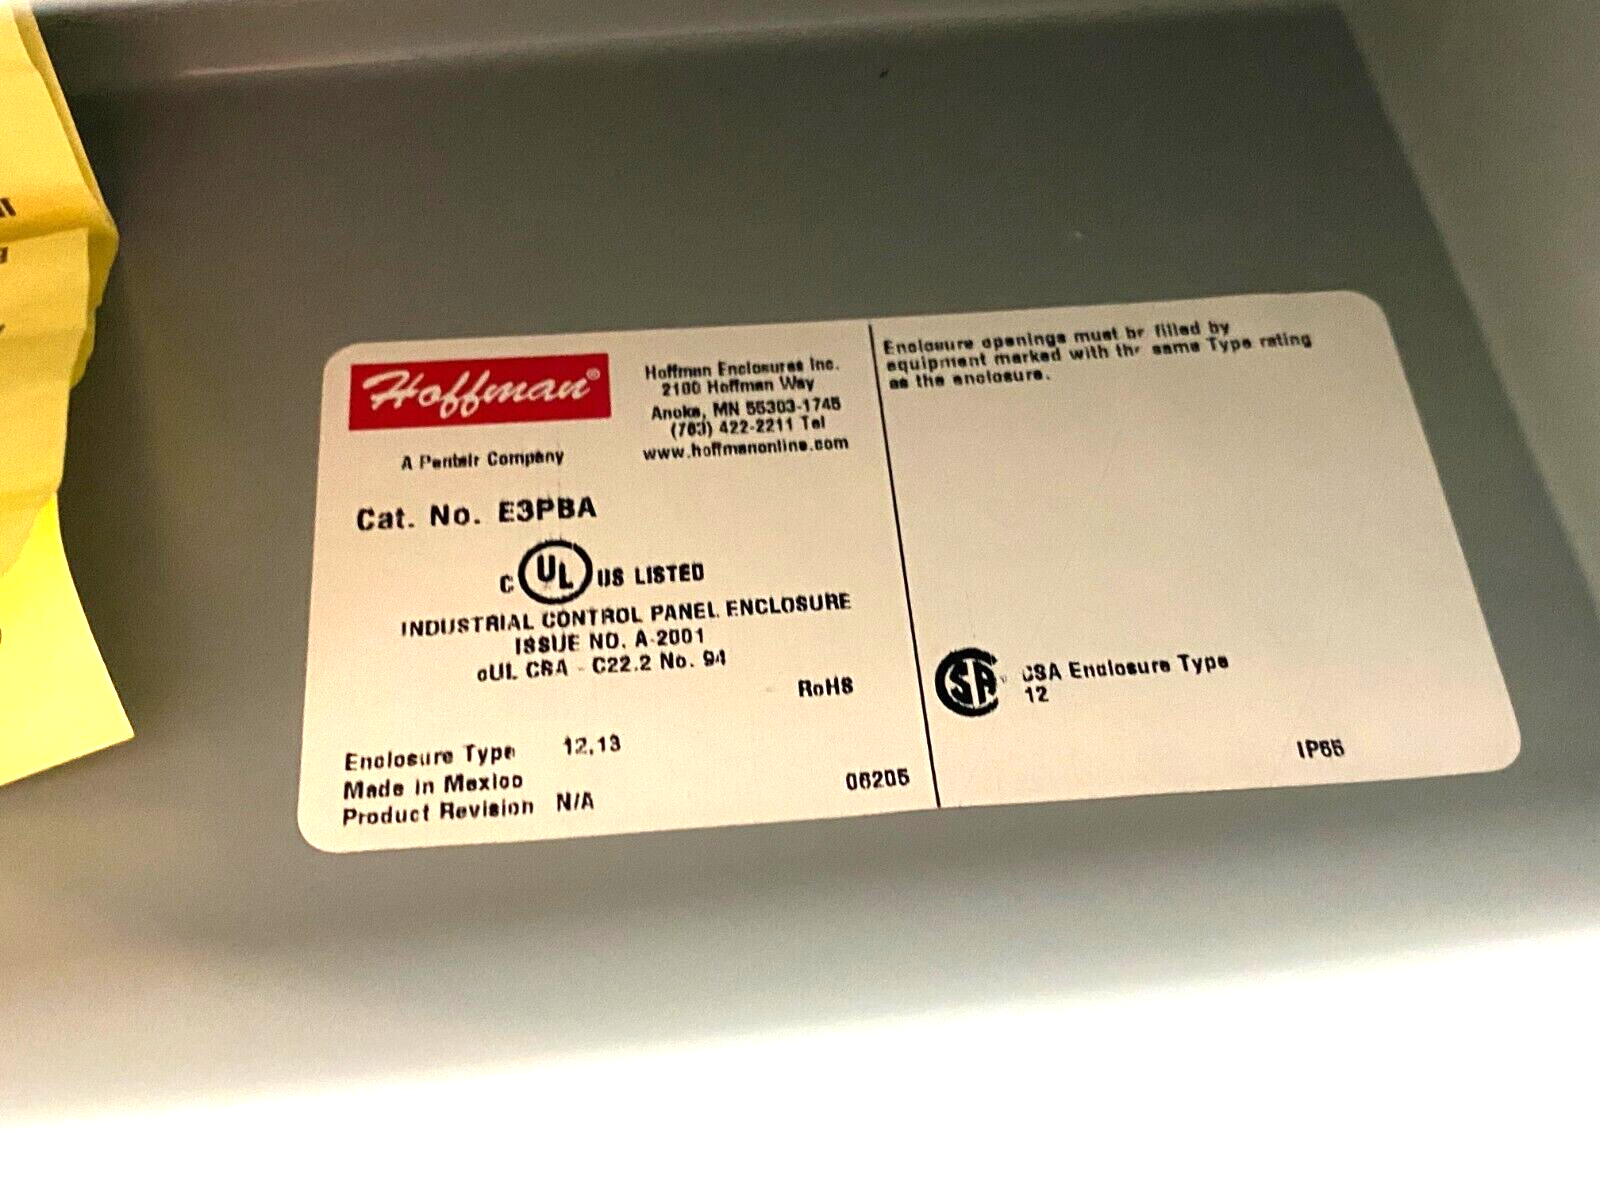 Hoffman®
A Pentair Company
Hoffman Enclosures Inc.
2100 Hoffman Way
Anoka, MN 55303-1745
(763) 422-2211 Tel
www.hoffmanonline.com
Cat. No. E3PBA
C UL US LISTED
INDUSTRIAL CONTROL PANEL ENCLOSURE
ISSUE NO. A-2001
cUL CSA - C22.2 No. 94
RoHS
Enclosure Type 12,13
Made in Mexico
Product Revision N/A
06205
Enclosure openings must be filled by
equipment marked with the same Type rating
as the enclosure.
CSA Enclosure Type
12
IP65